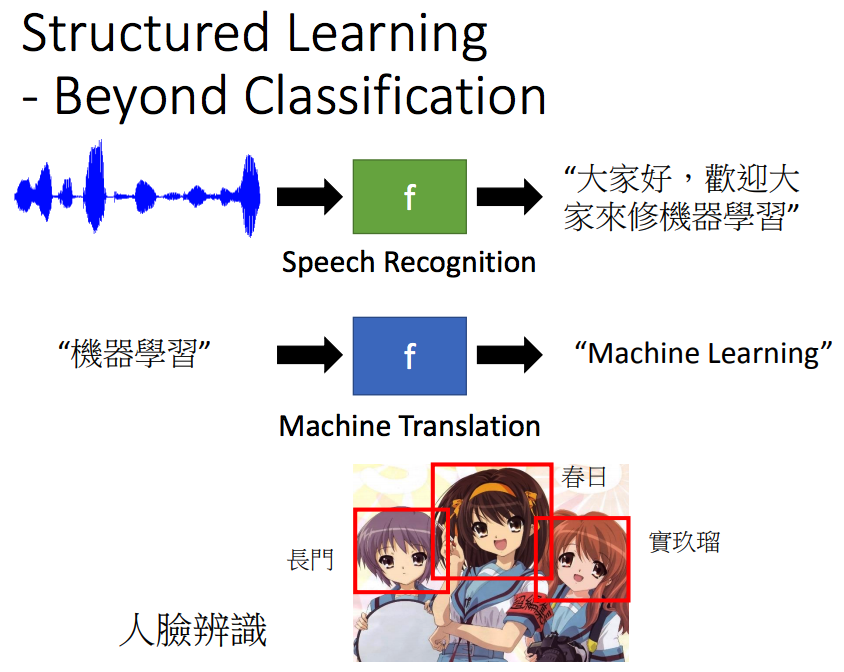 Structured Learning
- Beyond Classification
f
“大家好，歡迎大
家來修機器學習”
Speech Recognition
“機器學習”
f
“Machine Learning”
Machine Translation
春日
長門
實玖瑠
人臉辨識